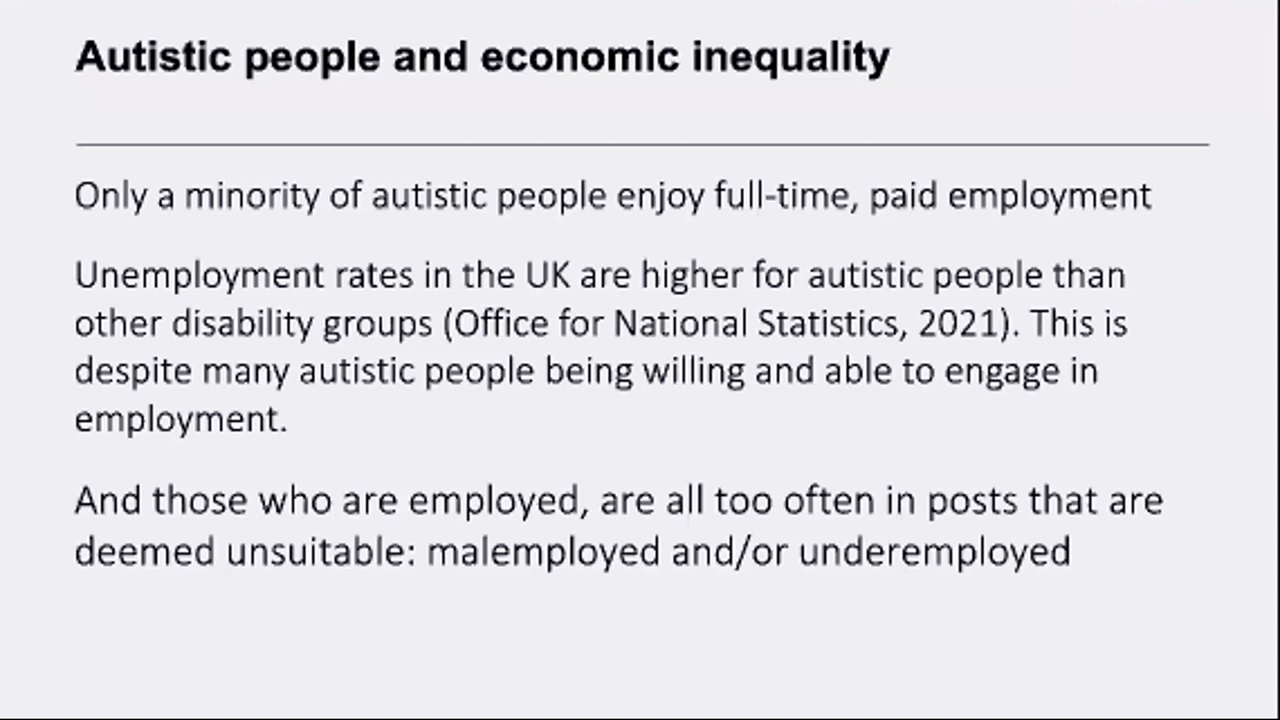 Autistic people and economic inequality
Only a minority of autistic people enjoy full-time, paid employment
Unemployment rates in the UK are higher for autistic people than
other disability groups (Office for National Statistics, 2021). This is
despite many autistic people being willing and able to engage in
employment.
And those who are employed, are all too often in posts that are
deemed unsuitable: malemployed and/or underemployed